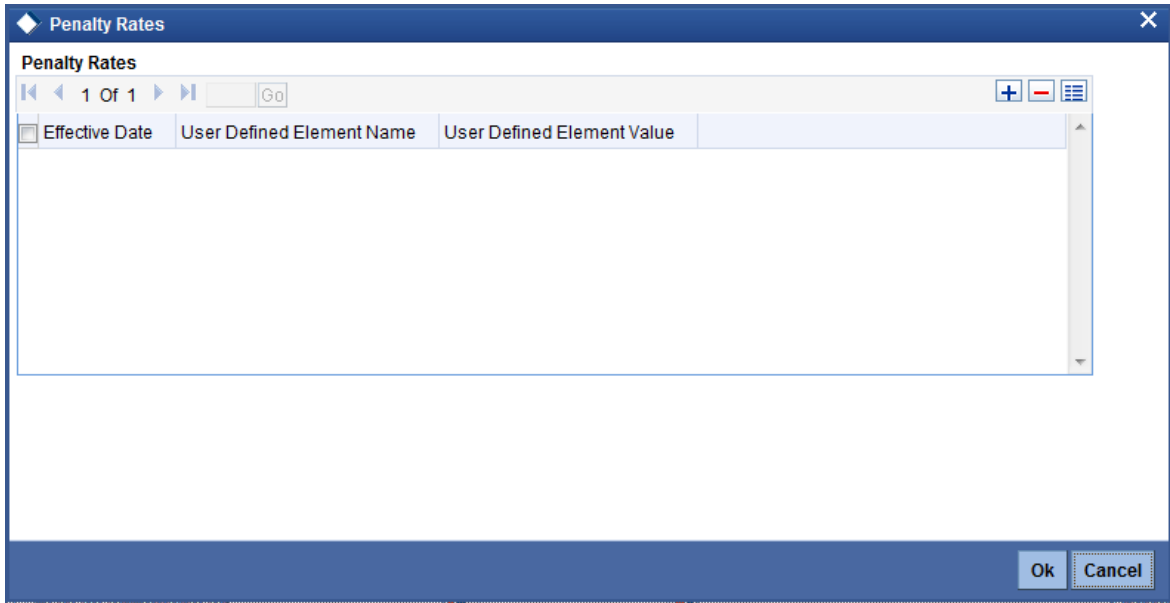 Penalty Rates
Penalty Rates
1 Of 1 Go
Effective Date User Defined Element Name User Defined Element Value
Ok Cancel